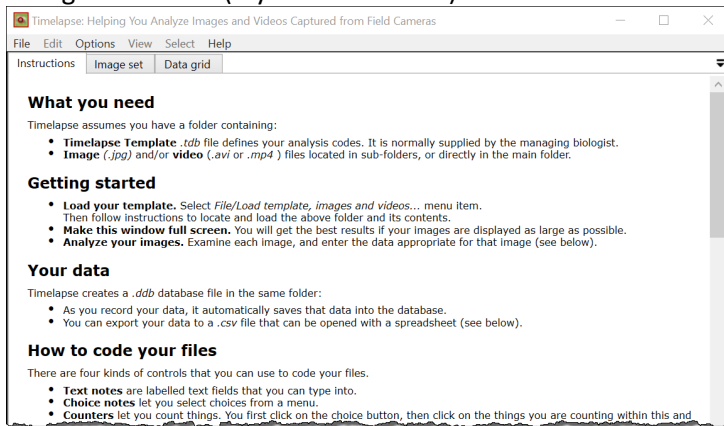 Timelapse: Helping You Analyze Images and Videos Captured from Field Cameras
File Edit Options View Select Help
Instructions Image set Data grid
What you need
Timelapse assumes you have a folder containing:
• Timelapse Template .tdb file defines your analysis codes. It is normally supplied by the managing biologist.
• Image (.jpg) and/or video (.avi or .mp4 ) files located in sub-folders, or directly in the main folder.
Getting started
• Load your template. Select File/Load template, images and videos... menu item.
Then follow instructions to locate and load the above folder and its contents.
• Make this window full screen. You will get the best results if your images are displayed as large as possible.
• Analyze your images. Examine each image, and enter the data appropriate for that image (see below).
Your data
Timelapse creates a .ddb database file in the same folder:
• As you record your data, it automatically saves that data into the database.
• You can export your data to a .csv file that can be opened with a spreadsheet (see below).
How to code your files
There are four kinds of controls that you can use to code your files.
• Text notes are labelled text fields that you can type into.
• Choice notes let you select choices from a menu.
• Counters let you count things. You first click on the choice button, then click on the things you are counting within this and